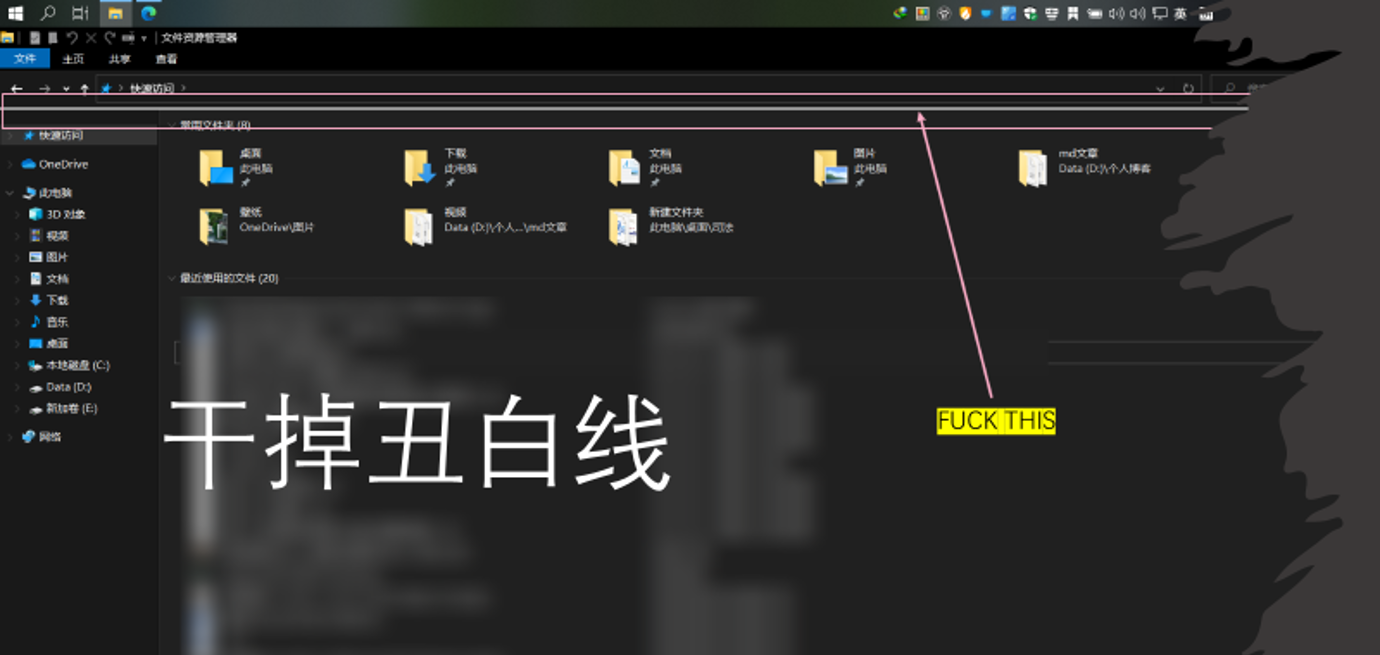 英
文件资源管理器
文件 主页 共享 查看
快速访问
常用文件夹 (8)
快速访问
OneDrive
此电脑
3D 对象
视频
图片
文档
下载
音乐
桌面
本地磁盘 (C:)
Data (D:)
新加卷 (E:)
网络
桌面
此电脑
下载
此电脑
文档
此电脑
图片
此电脑
md文章
Data (D:)\个人博客
壁纸
OneDrive\图片
视频
Data (D:)\个人...\md文章
新建文件夹
此电脑\桌面\司法
最近使用的文件 (20)
干掉丑白线
FUCK THIS